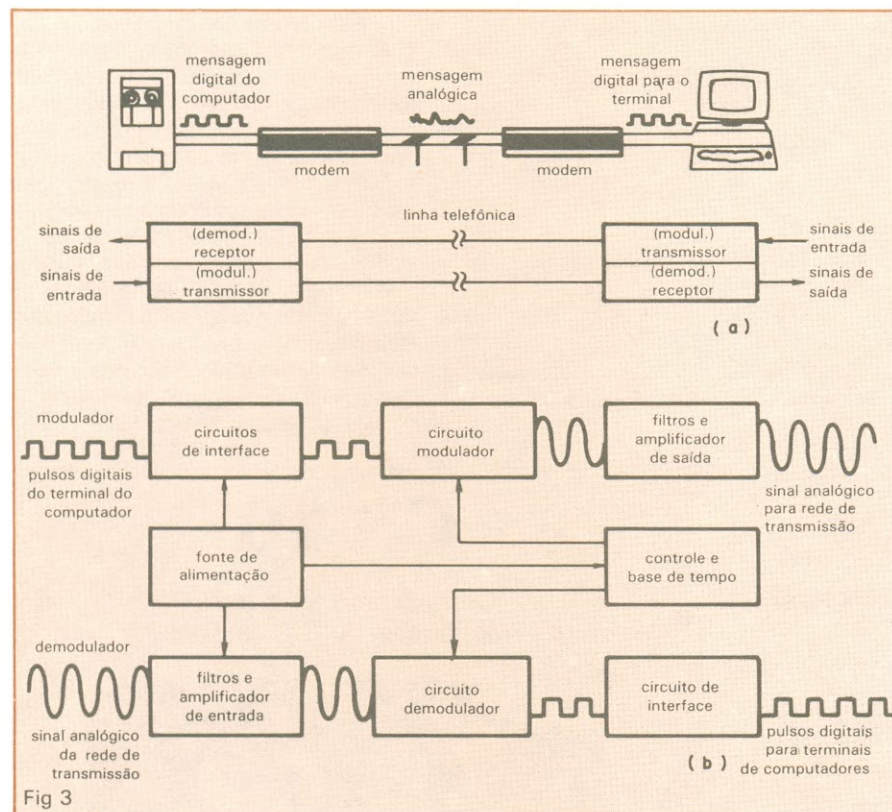 mensagem
digital do
computador
mensagem
analógica
mensagem
digital para o
terminal
modem
modem
linha telefônica
sinais de
saída
(demod.)
receptor
(modul.)
transmissor
sinais de
entrada
sinais de
entrada
(modul.)
transmissor
(demod.)
receptor
sinais de
saída
(a)
modulador
pulsos digitais
do terminal do
computador
circuitos
de interface
circuito
modulador
filtros e
amplificador
de saída
sinal analógico
para rede de
transmissão
fonte de
alimentação
controle e
base de tempo
demodulador
sinal analógico
da rede de
transmissão
filtros e
amplificador
de entrada
circuito
demodulador
circuito de
interface
pulsos digitais
para terminais
de computadores
(b)
Fig 3